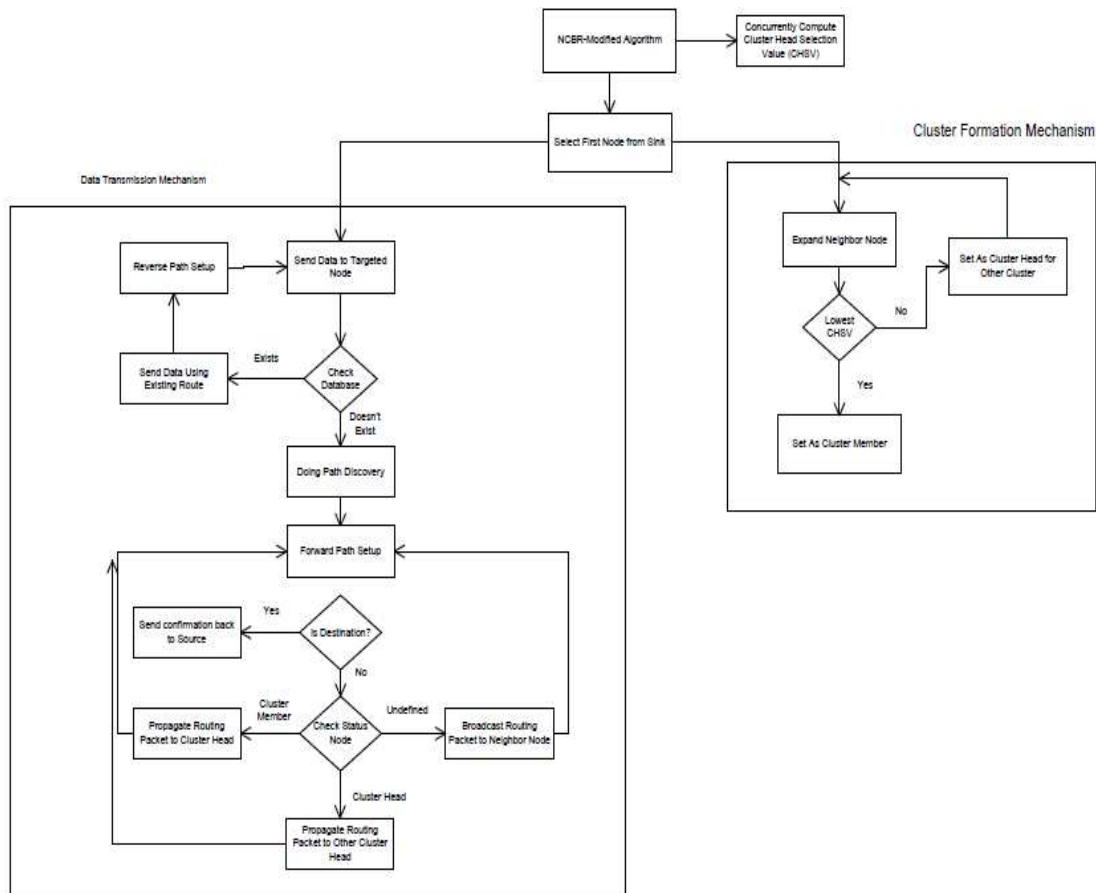 NCBR-Modified Algorithm
Concurrently Compute
Cluster Head Selection
Value (CHSV)
Select First Node from Sink
Cluster Formation Mechanism
Data Transmission Mechanism
Reverse Path Setup
Send Data to Targeted
Node
Expand Neighbor Node
Set As Cluster Head for
Other Cluster
Lowest
CHSV
No
Yes
Set As Cluster Member
Send Data Using
Existing Route
Exists
Check
Database
Doesn't
Exist
Doing Path Discovery
Forward Path Setup
Send confirmation back
to Source
Yes
Is Destination?
No
Propagate Routing
Packet to Cluster Head
Cluster
Member
Check Status
Node
Undefined
Broadcast Routing
Packet to Neighbor Node
Cluster Head
Propagate Routing
Packet to Other Cluster
Head